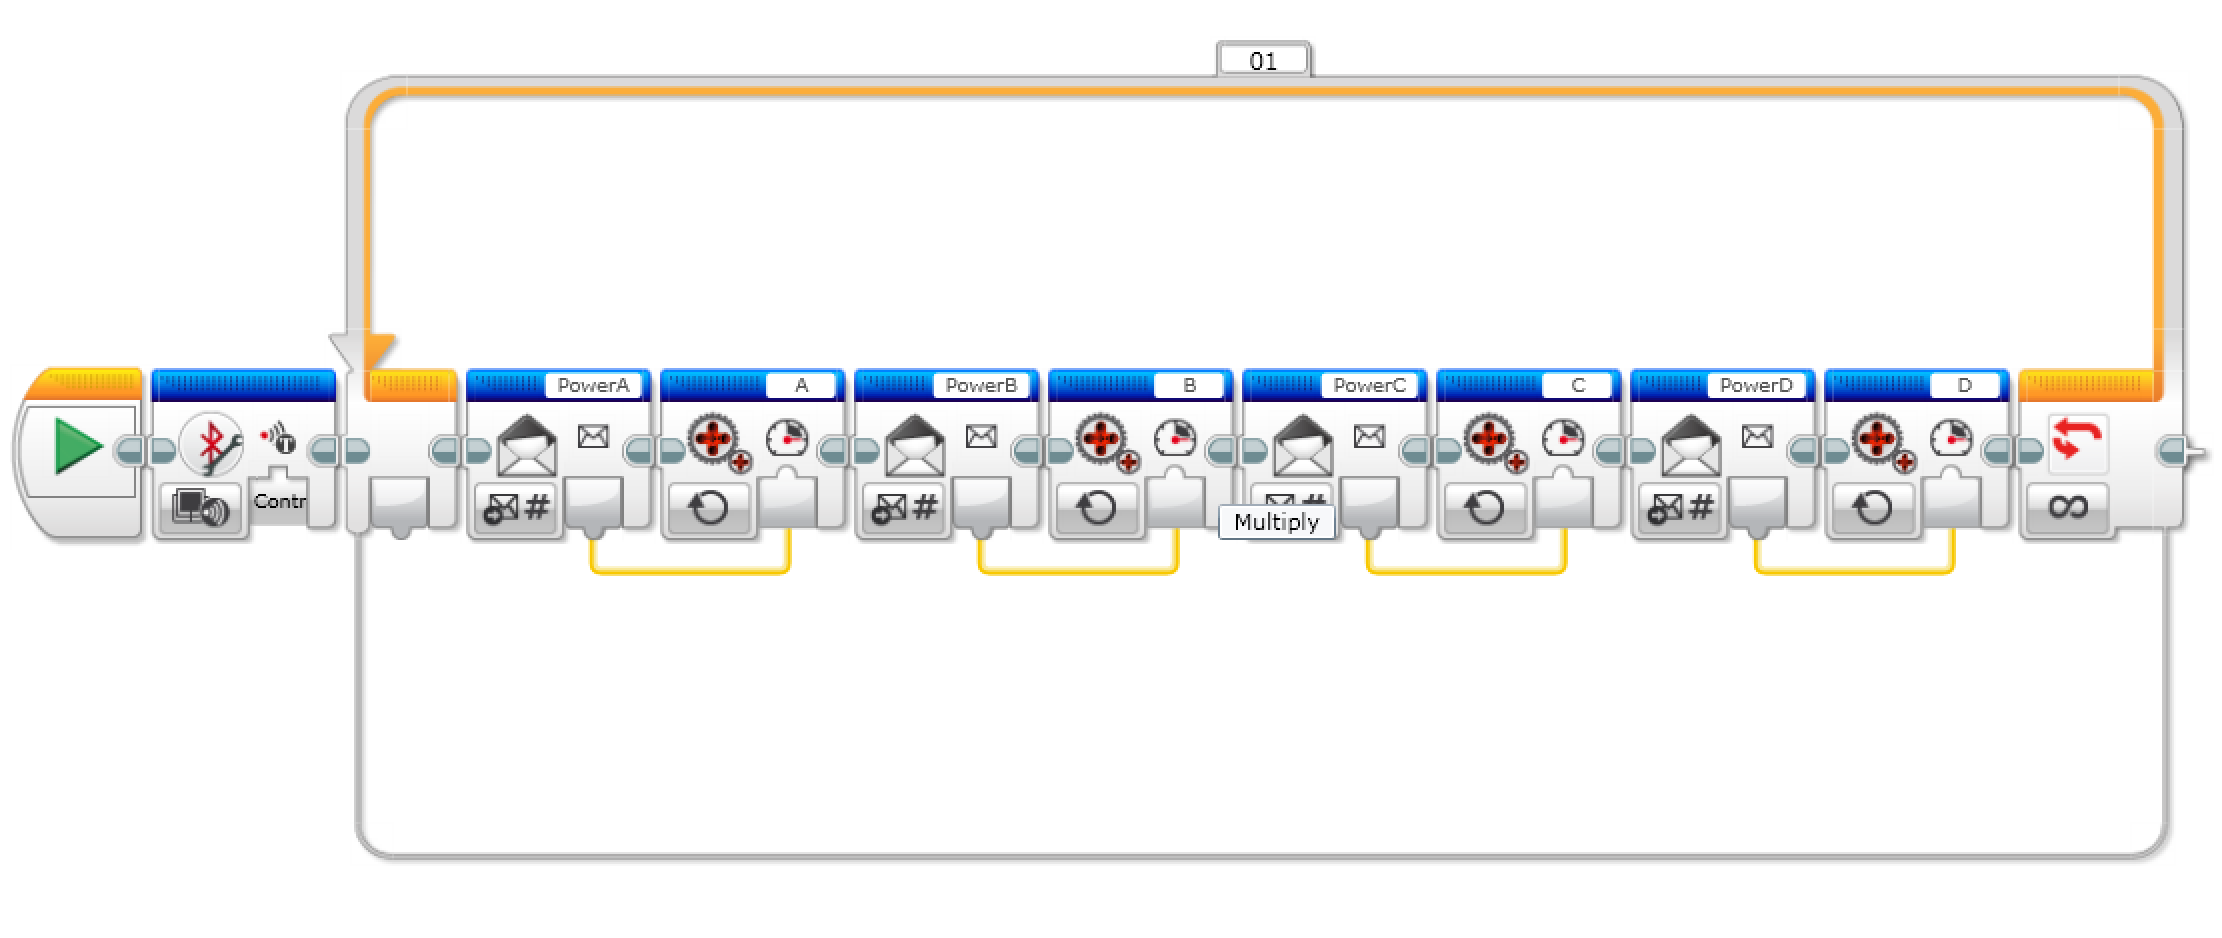 01
PowerA
A
PowerB
B
PowerC
C
PowerD
D
Contr
#
#
#
#
Multiply
∞